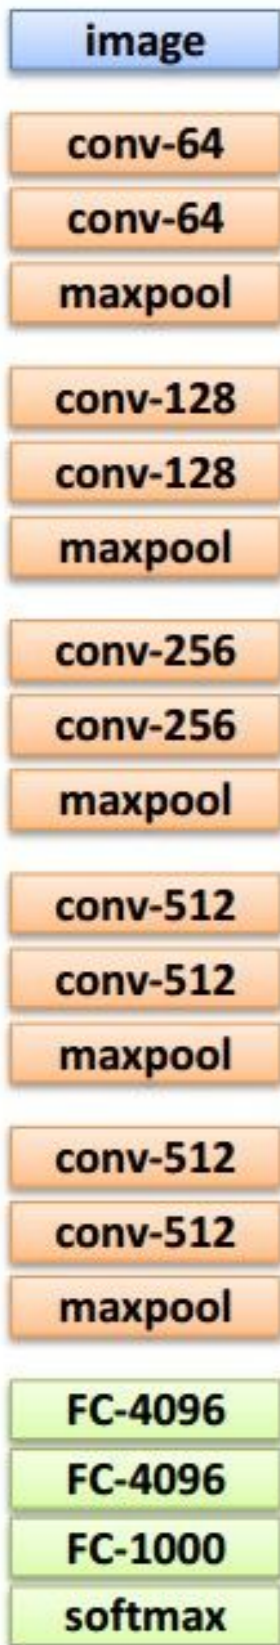 image
conv-64
conv-64
maxpool
conv-128
conv-128
maxpool
conv-256
conv-256
maxpool
conv-512
conv-512
maxpool
conv-512
conv-512
maxpool
FC-4096
FC-4096
FC-1000
softmax